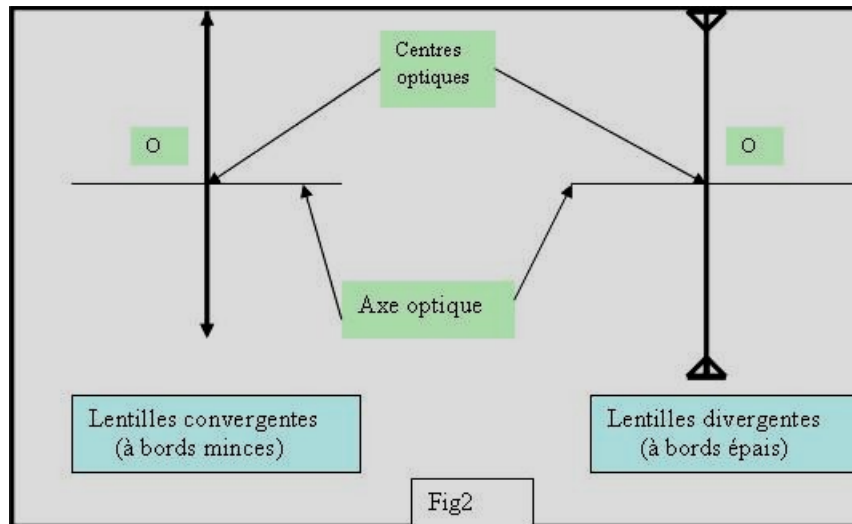 Centres
optiques
O
O
Axe optique
Lentilles convergentes
(à bords minces)
Lentilles divergentes
(à bords épais)
Fig2